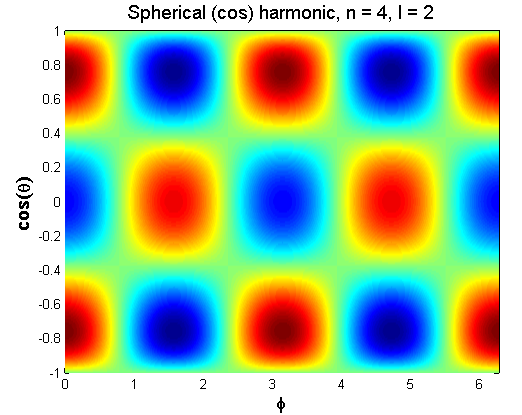 Spherical (cos) harmonic, n = 4, l = 2
1
0.8
0.6
0.4
0.2
0
-0.2
-0.4
-0.6
-0.8
-1
cos(θ)
0 1 2 3 4 5 6
ϕ